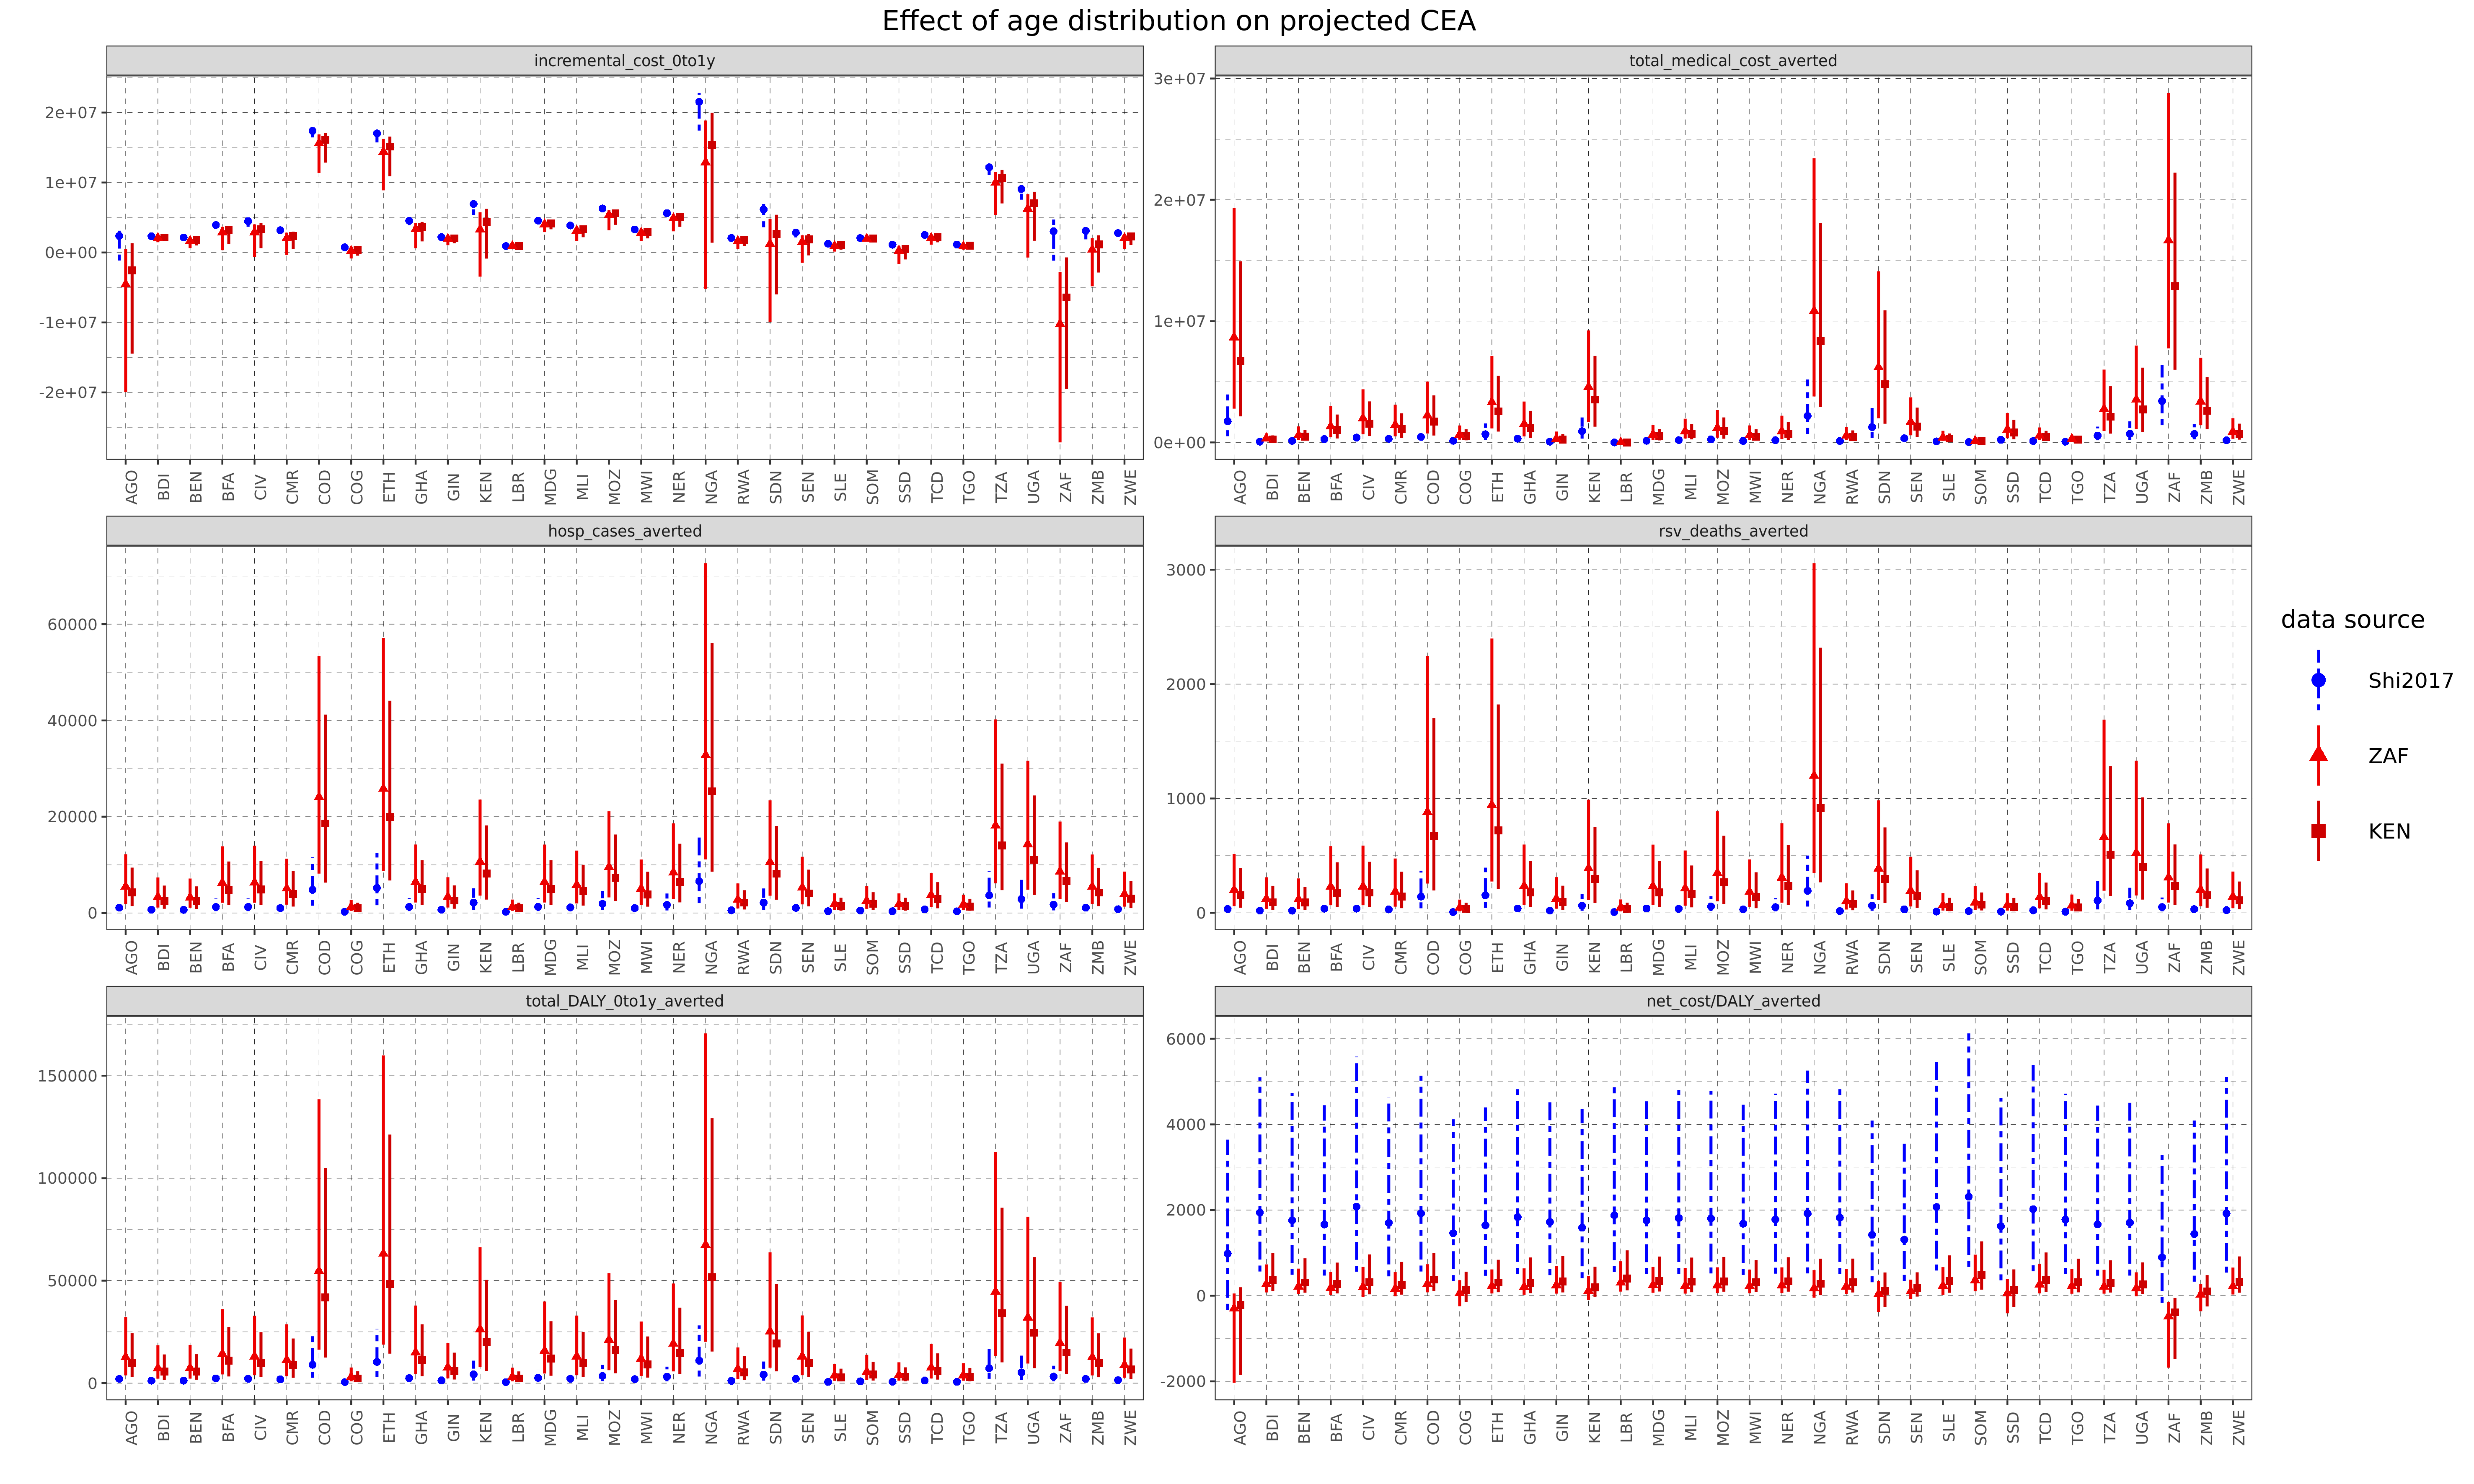 Effect of age distribution on projected CEA
incremental_cost_0to1y
2e+07
1e+07
0e+00
-1e+07
-2e+07
AGO BDI BEN BFA CIV CMR COD COG ETH GHA GIN KEN LBR MDG MLI MOZ MWI NER NGA RWA SDN SEN SLE SOM SSD TCD TGO TZA UGA ZAF ZMB ZWE
total_medical_cost_averted
3e+07
2e+07
1e+07
0e+00
AGO BDI BEN BFA CIV CMR COD COG ETH GHA GIN KEN LBR MDG MLI MOZ MWI NER NGA RWA SDN SEN SLE SOM SSD TCD TGO TZA UGA ZAF ZMB ZWE
hosp_cases_averted
60000
40000
20000
0
AGO BDI BEN BFA CIV CMR COD COG ETH GHA GIN KEN LBR MDG MLI MOZ MWI NER NGA RWA SDN SEN SLE SOM SSD TCD TGO TZA UGA ZAF ZMB ZWE
rsv_deaths_averted
3000
2000
1000
0
AGO BDI BEN BFA CIV CMR COD COG ETH GHA GIN KEN LBR MDG MLI MOZ MWI NER NGA RWA SDN SEN SLE SOM SSD TCD TGO TZA UGA ZAF ZMB ZWE
total_DALY_0to1y_averted
150000
100000
50000
0
AGO BDI BEN BFA CIV CMR COD COG ETH GHA GIN KEN LBR MDG MLI MOZ MWI NER NGA RWA SDN SEN SLE SOM SSD TCD TGO TZA UGA ZAF ZMB ZWE
net_cost/DALY_averted
6000
4000
2000
0
-2000
AGO BDI BEN BFA CIV CMR COD COG ETH GHA GIN KEN LBR MDG MLI MOZ MWI NER NGA RWA SDN SEN SLE SOM SSD TCD TGO TZA UGA ZAF ZMB ZWE
data source
Shi2017
ZAF
KEN